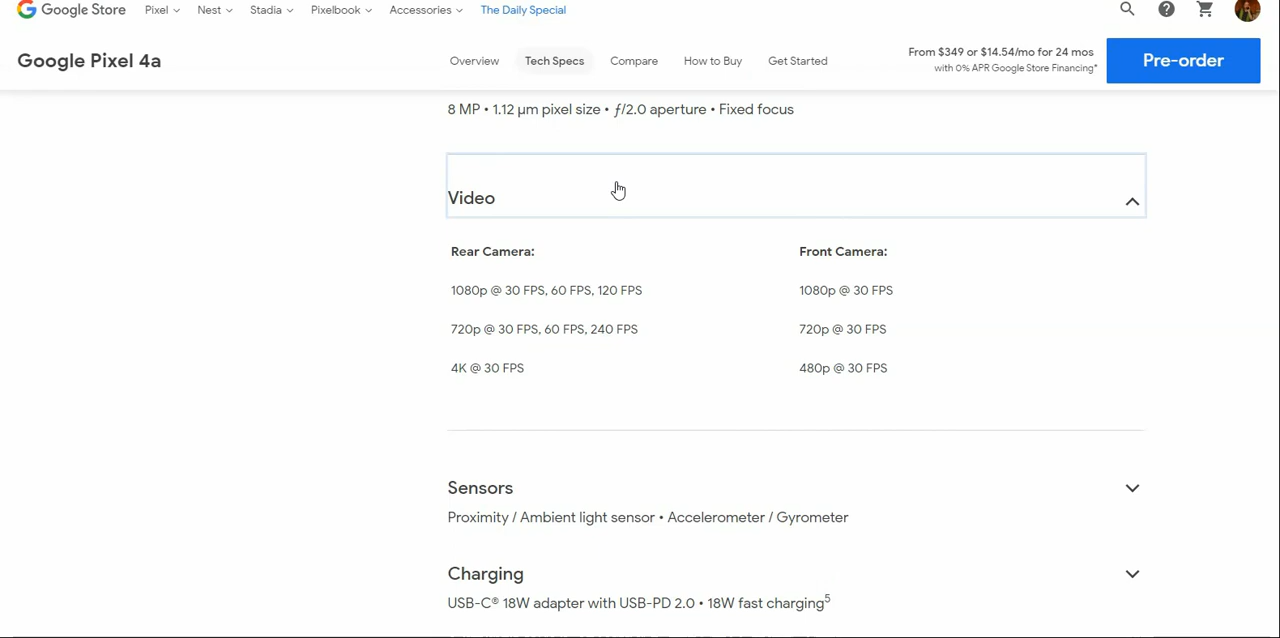 Google Store Pixel Nest Stadia Pixelbook Accessories The Daily Special
Google Pixel 4a Overview Tech Specs Compare How to Buy Get Started From $349 or $14.54/mo for 24 mos Pre-order
with 0% APR Google Store Financing*
8 MP • 1.12 μm pixel size • ƒ/2.0 aperture • Fixed focus
Video
Rear Camera: Front Camera:
1080p @ 30 FPS, 60 FPS, 120 FPS 1080p @ 30 FPS
720p @ 30 FPS, 60 FPS, 240 FPS 720p @ 30 FPS
4K @ 30 FPS 480p @ 30 FPS
Sensors
Proximity / Ambient light sensor • Accelerometer / Gyrometer
Charging
USB-C® 18W adapter with USB-PD 2.0 • 18W fast charging⁵